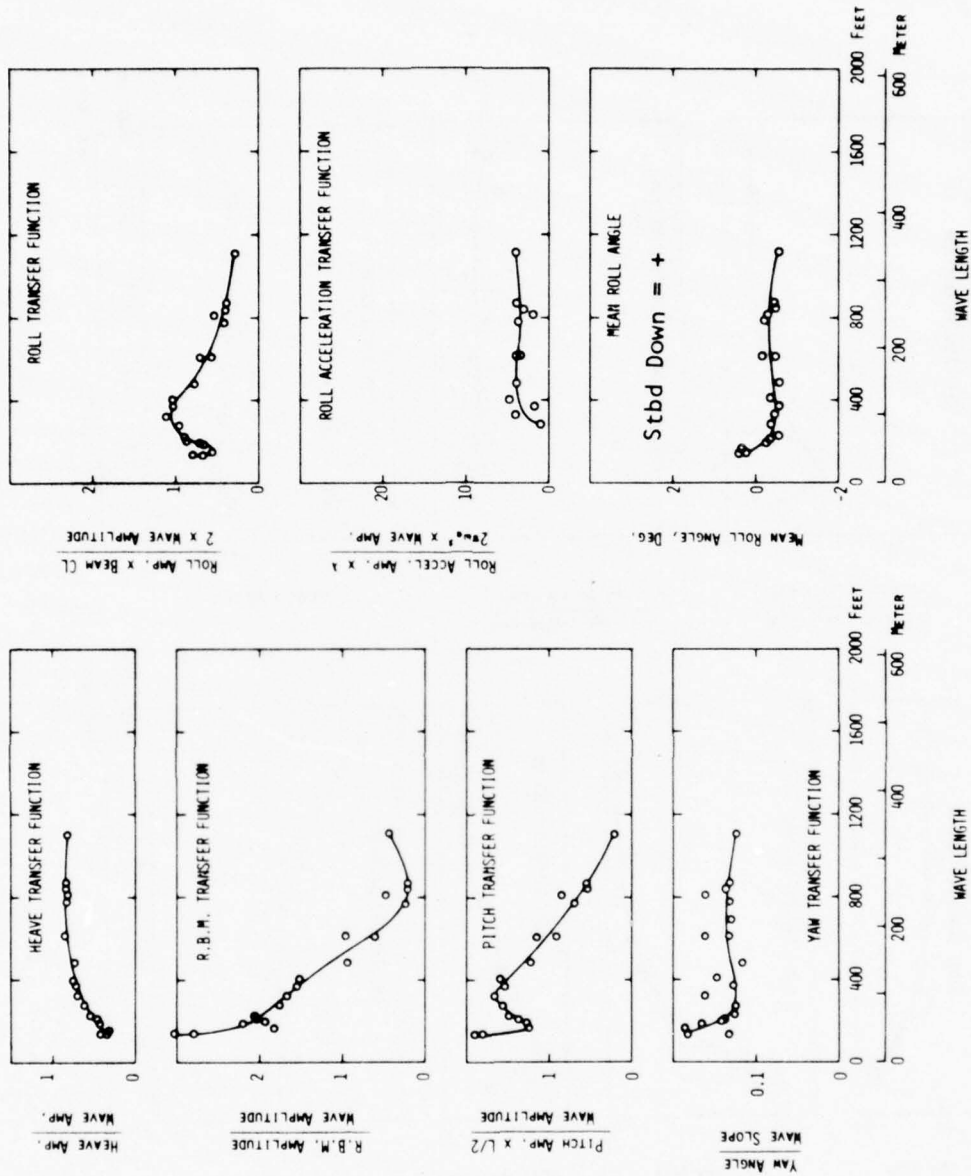 HEAVE AMP.
WAVE AMP.
1
0
HEAVE TRANSFER FUNCTION
R.B.M. AMPLITUDE
WAVE AMPLITUDE
2
1
0
R.B.M. TRANSFER FUNCTION
PITCH AMP. x L/2
WAVE AMPLITUDE
1
0
PITCH TRANSFER FUNCTION
YAW ANGLE
WAVE SLOPE
0.1
YAW TRANSFER FUNCTION
0 400 800 1200 1600 2000 FEET
0 200 400 600 METER
WAVE LENGTH
ROLL AMP. x BEAM CL
2 x WAVE AMPLITUDE
2
1
0
ROLL TRANSFER FUNCTION
ROLL ACCEL. AMP. x λ
x WAVE AMP.
20
10
0
ROLL ACCELERATION TRANSFER FUNCTION
MEAN ROLL ANGLE, DEG.
2
0
-2
MEAN ROLL ANGLE
Stbd Down = +
0 400 800 1200 1600 2000 FEET
0 200 400 600 METER
WAVE LENGTH